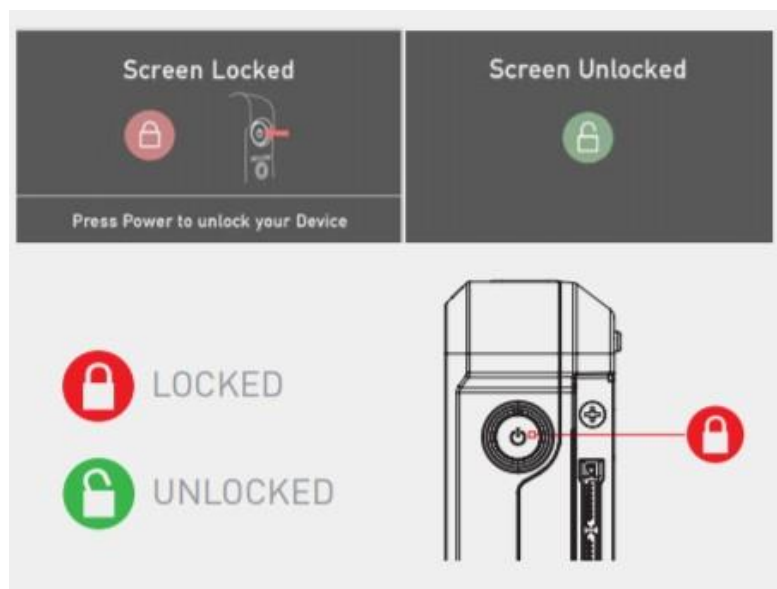 Screen Locked
Press Power to unlock your Device
Screen Unlocked
LOCKED
UNLOCKED